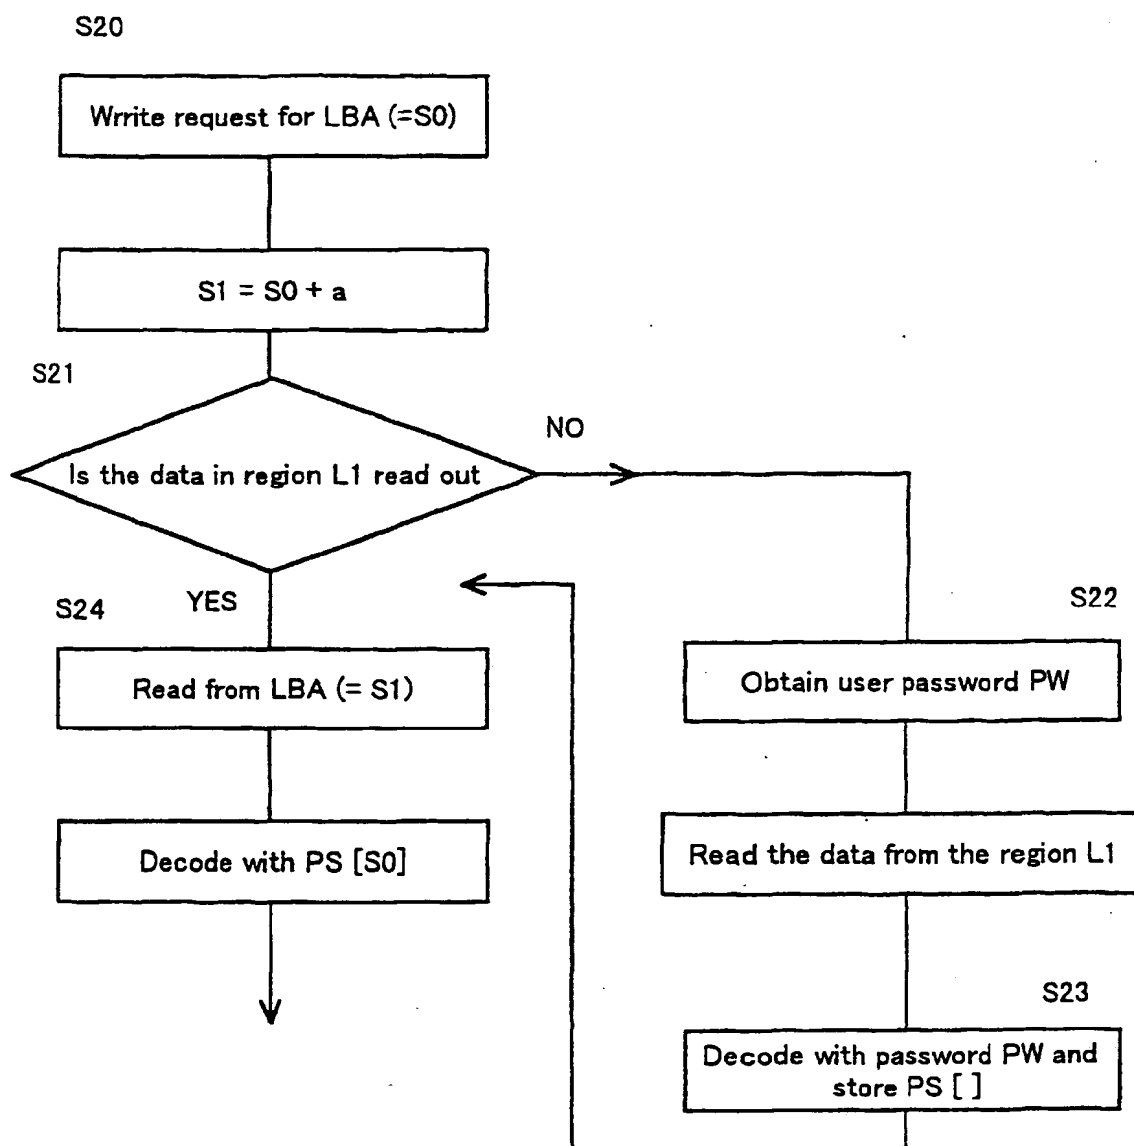 S20
Wrrite request for LBA (=S0)
S1 = S0 + a
S21
Is the data in region L1 read out
NO
YES
S24
Read from LBA (= S1)
Decode with PS [S0]
S22
Obtain user password PW
Read the data from the region L1
S23
Decode with password PW and
store PS [ ]